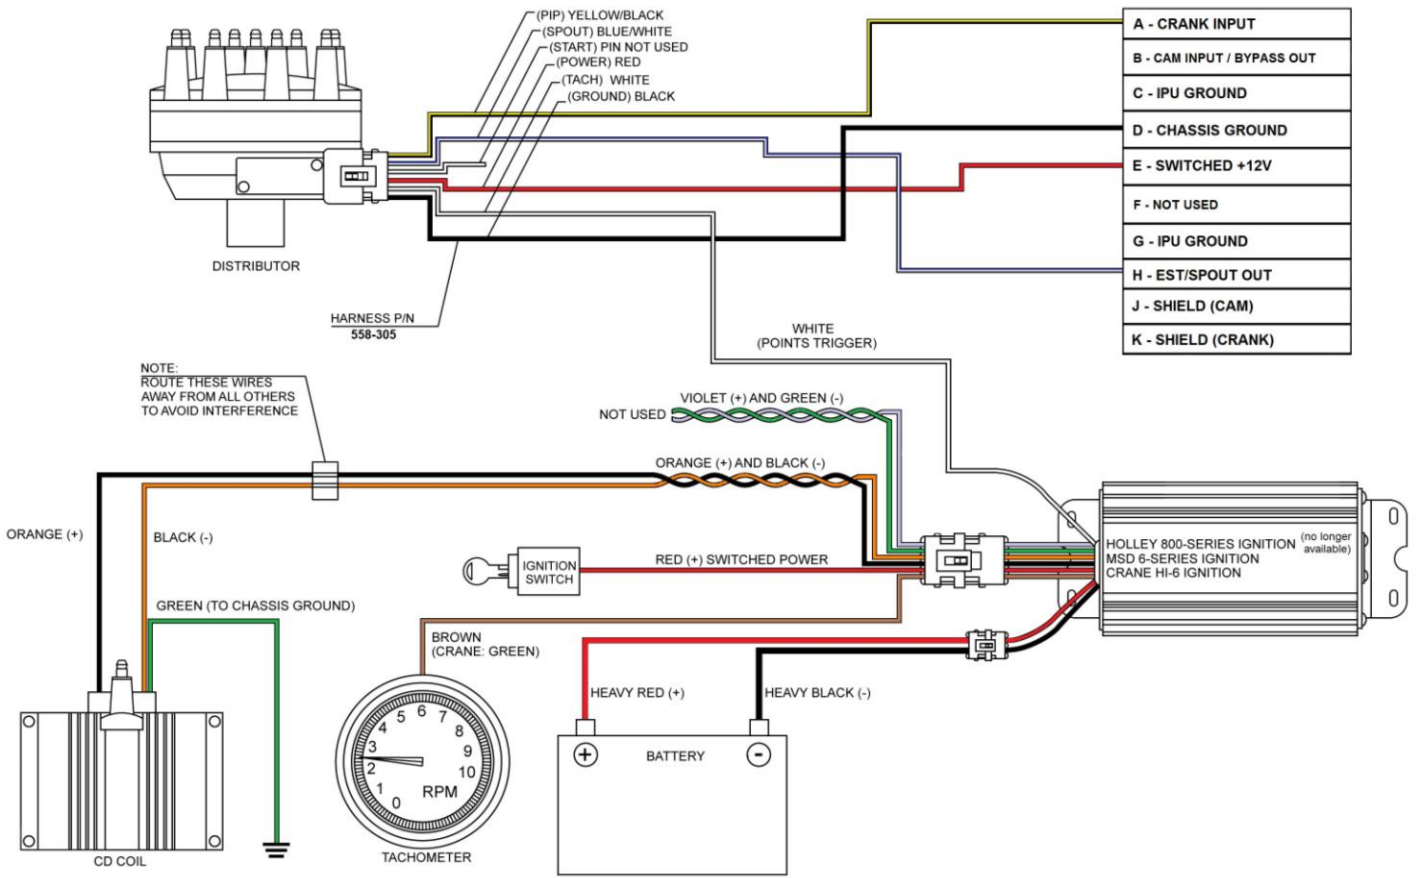 (PIP) YELLOW/BLACK
(SPOUT) BLUE/WHITE
(START) PIN NOT USED
(POWER) RED
(TACH) WHITE
(GROUND) BLACK
A - CRANK INPUT
B - CAM INPUT / BYPASS OUT
C - IPU GROUND
D - CHASSIS GROUND
E - SWITCHED +12V
F - NOT USED
G - IPU GROUND
H - EST/SPOUT OUT
J - SHIELD (CAM)
K - SHIELD (CRANK)
DISTRIBUTOR
HARNESS P/N
558-305
WHITE
(POINTS TRIGGER)
NOTE:
ROUTE THESE WIRES
AWAY FROM ALL OTHERS
TO AVOID INTERFERENCE
VIOLET (+) AND GREEN (-)
NOT USED
ORANGE (+) AND BLACK (-)
ORANGE (+)
BLACK (-)
IGNITION
SWITCH
RED (+) SWITCHED POWER
HOLLEY 800-SERIES IGNITION (no longer
available)
MSD 6-SERIES IGNITION
CRANE HI-6 IGNITION
GREEN (TO CHASSIS GROUND)
BROWN
(CRANE: GREEN)
HEAVY RED (+)
HEAVY BLACK (-)
0
1
2
3
4
5
6
7
8
9
10
RPM
+
BATTERY
-
TACHOMETER
CD COIL